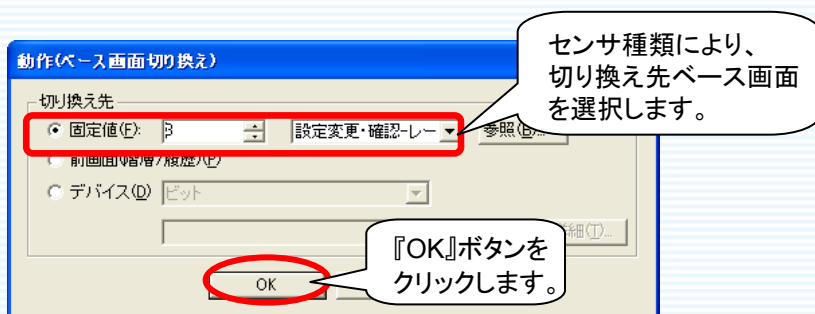 動作(ベース画面切り換え)
センサ種類により、
切り換え先ベース画面
を選択します。
切り換え先
固定値(F): 3 設定変更・確認-レー 参照(B)...
前画面(階層/履歴)(P)
デバイス(D) ビット
細(T)...
『OK』ボタンを
クリックします。
OK